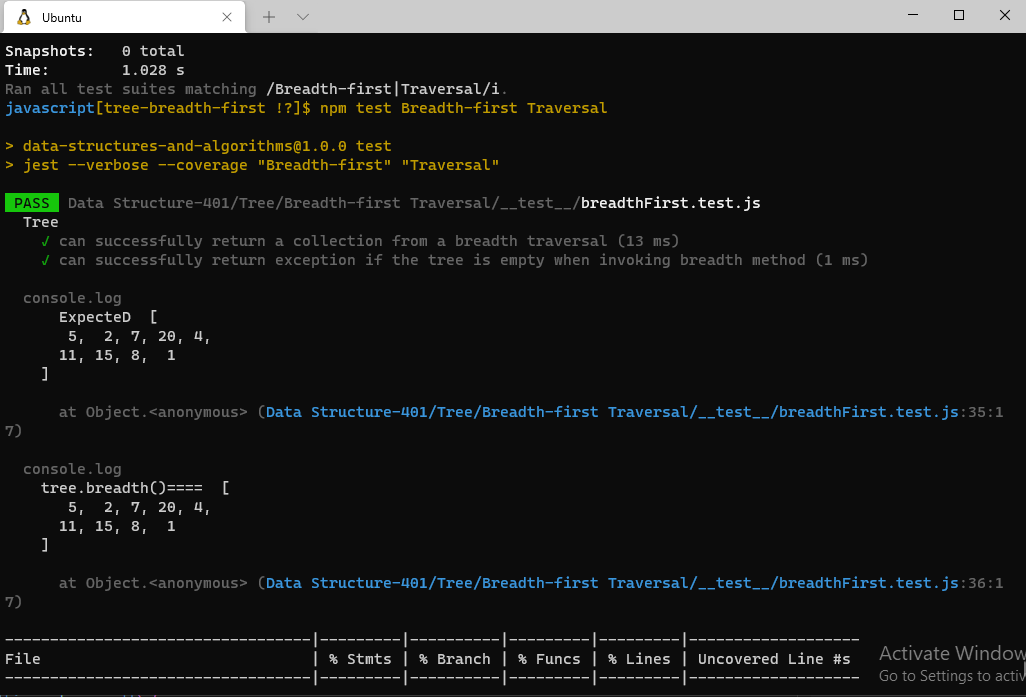 Ubuntu
Snapshots:   0 total
Time:        1.028 s
Ran all test suites matching /Breadth-first|Traversal/i.
javascript[tree-breadth-first !?]$ npm test Breadth-first Traversal
> data-structures-and-algorithms@1.0.0 test
> jest --verbose --coverage "Breadth-first" "Traversal"
PASS Data Structure-401/Tree/Breadth-first Traversal/__test__/breadthFirst.test.js
Tree
✓ can successfully return a collection from a breadth traversal (13 ms)
✓ can successfully return exception if the tree is empty when invoking breadth method (1 ms)
console.log
ExpecteD  [
5,  2, 7, 20, 4,
11, 15, 8,  1
]
at Object.<anonymous> (Data Structure-401/Tree/Breadth-first Traversal/__test__/breadthFirst.test.js:35:1
7)
console.log
tree.breadth()====  [
5,  2, 7, 20, 4,
11, 15, 8,  1
]
at Object.<anonymous> (Data Structure-401/Tree/Breadth-first Traversal/__test__/breadthFirst.test.js:36:1
7)
----------------------------------|---------|----------|---------|---------|-------------------
File                              | % Stmts | % Branch | % Funcs | % Lines | Uncovered Line #s
----------------------------------|---------|----------|---------|---------|-------------------
Activate Window
Go to Settings to activ